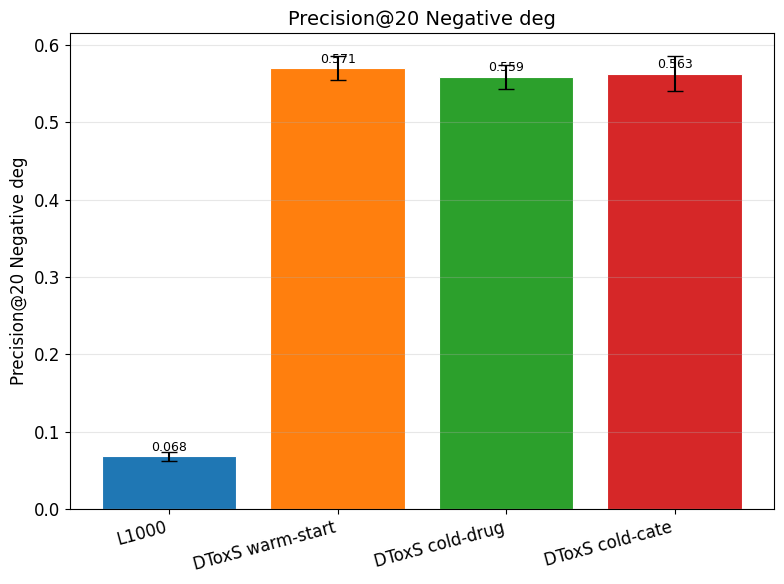 Precision@20 Negative deg
Precision@20 Negative deg
0.6
0.5
0.4
0.3
0.2
0.1
0.0
0.068
0.571
0.559
0.563
L1000
DToxS warm-start
DToxS cold-drug
DToxS cold-cate